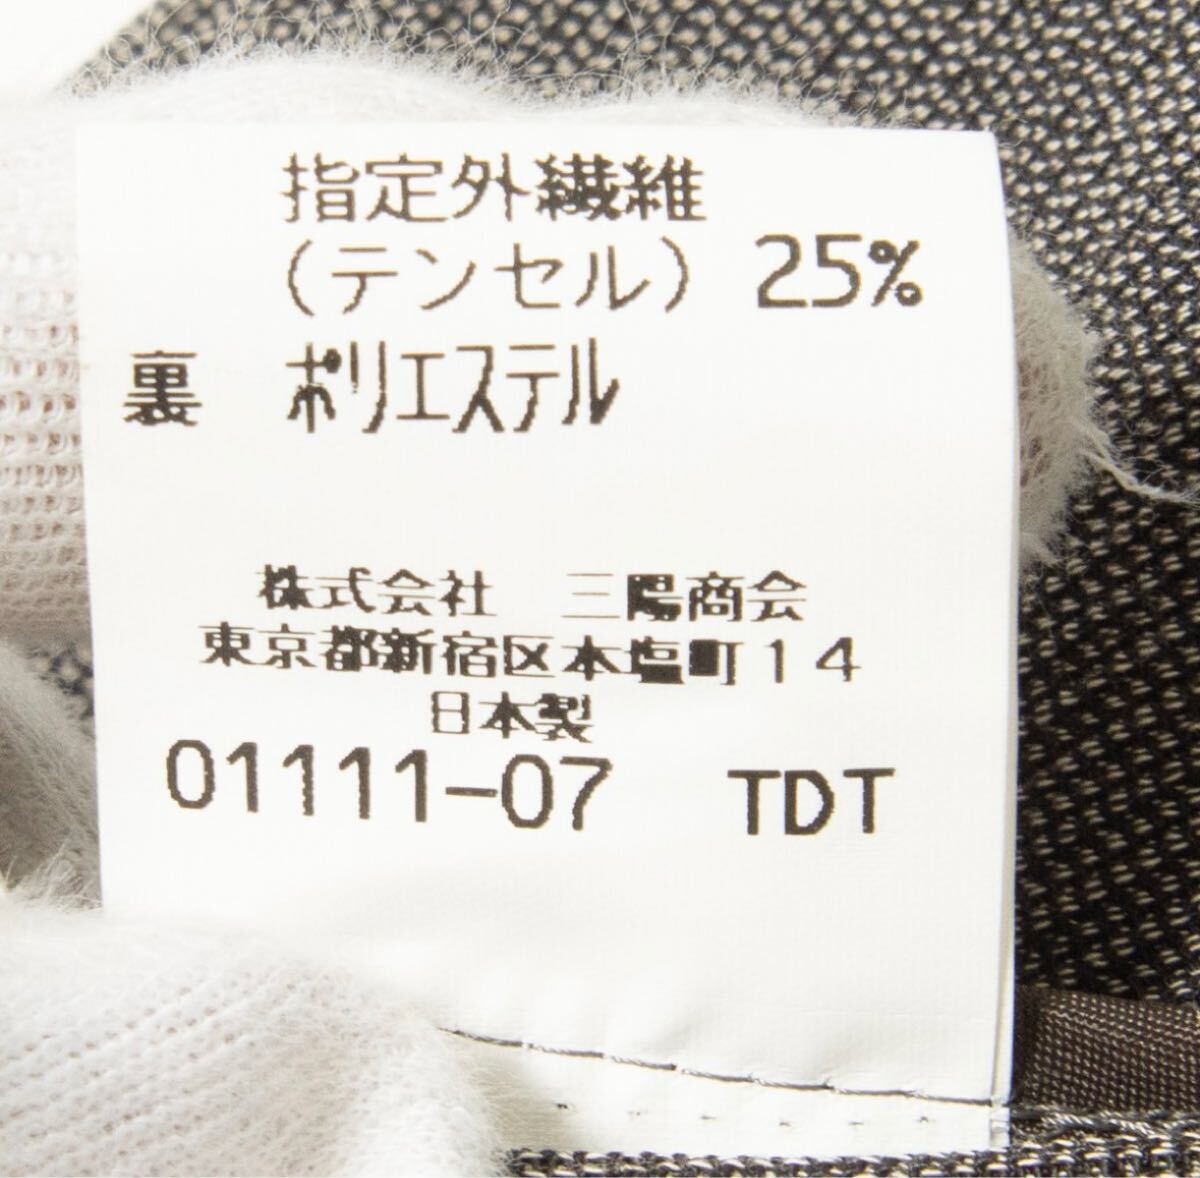 指定外繊維
(テンセル) 25%
裏 ポリエステル
株式会社 三陽商会
東京都新宿区本塩町14
日本製
01111-07 TDT